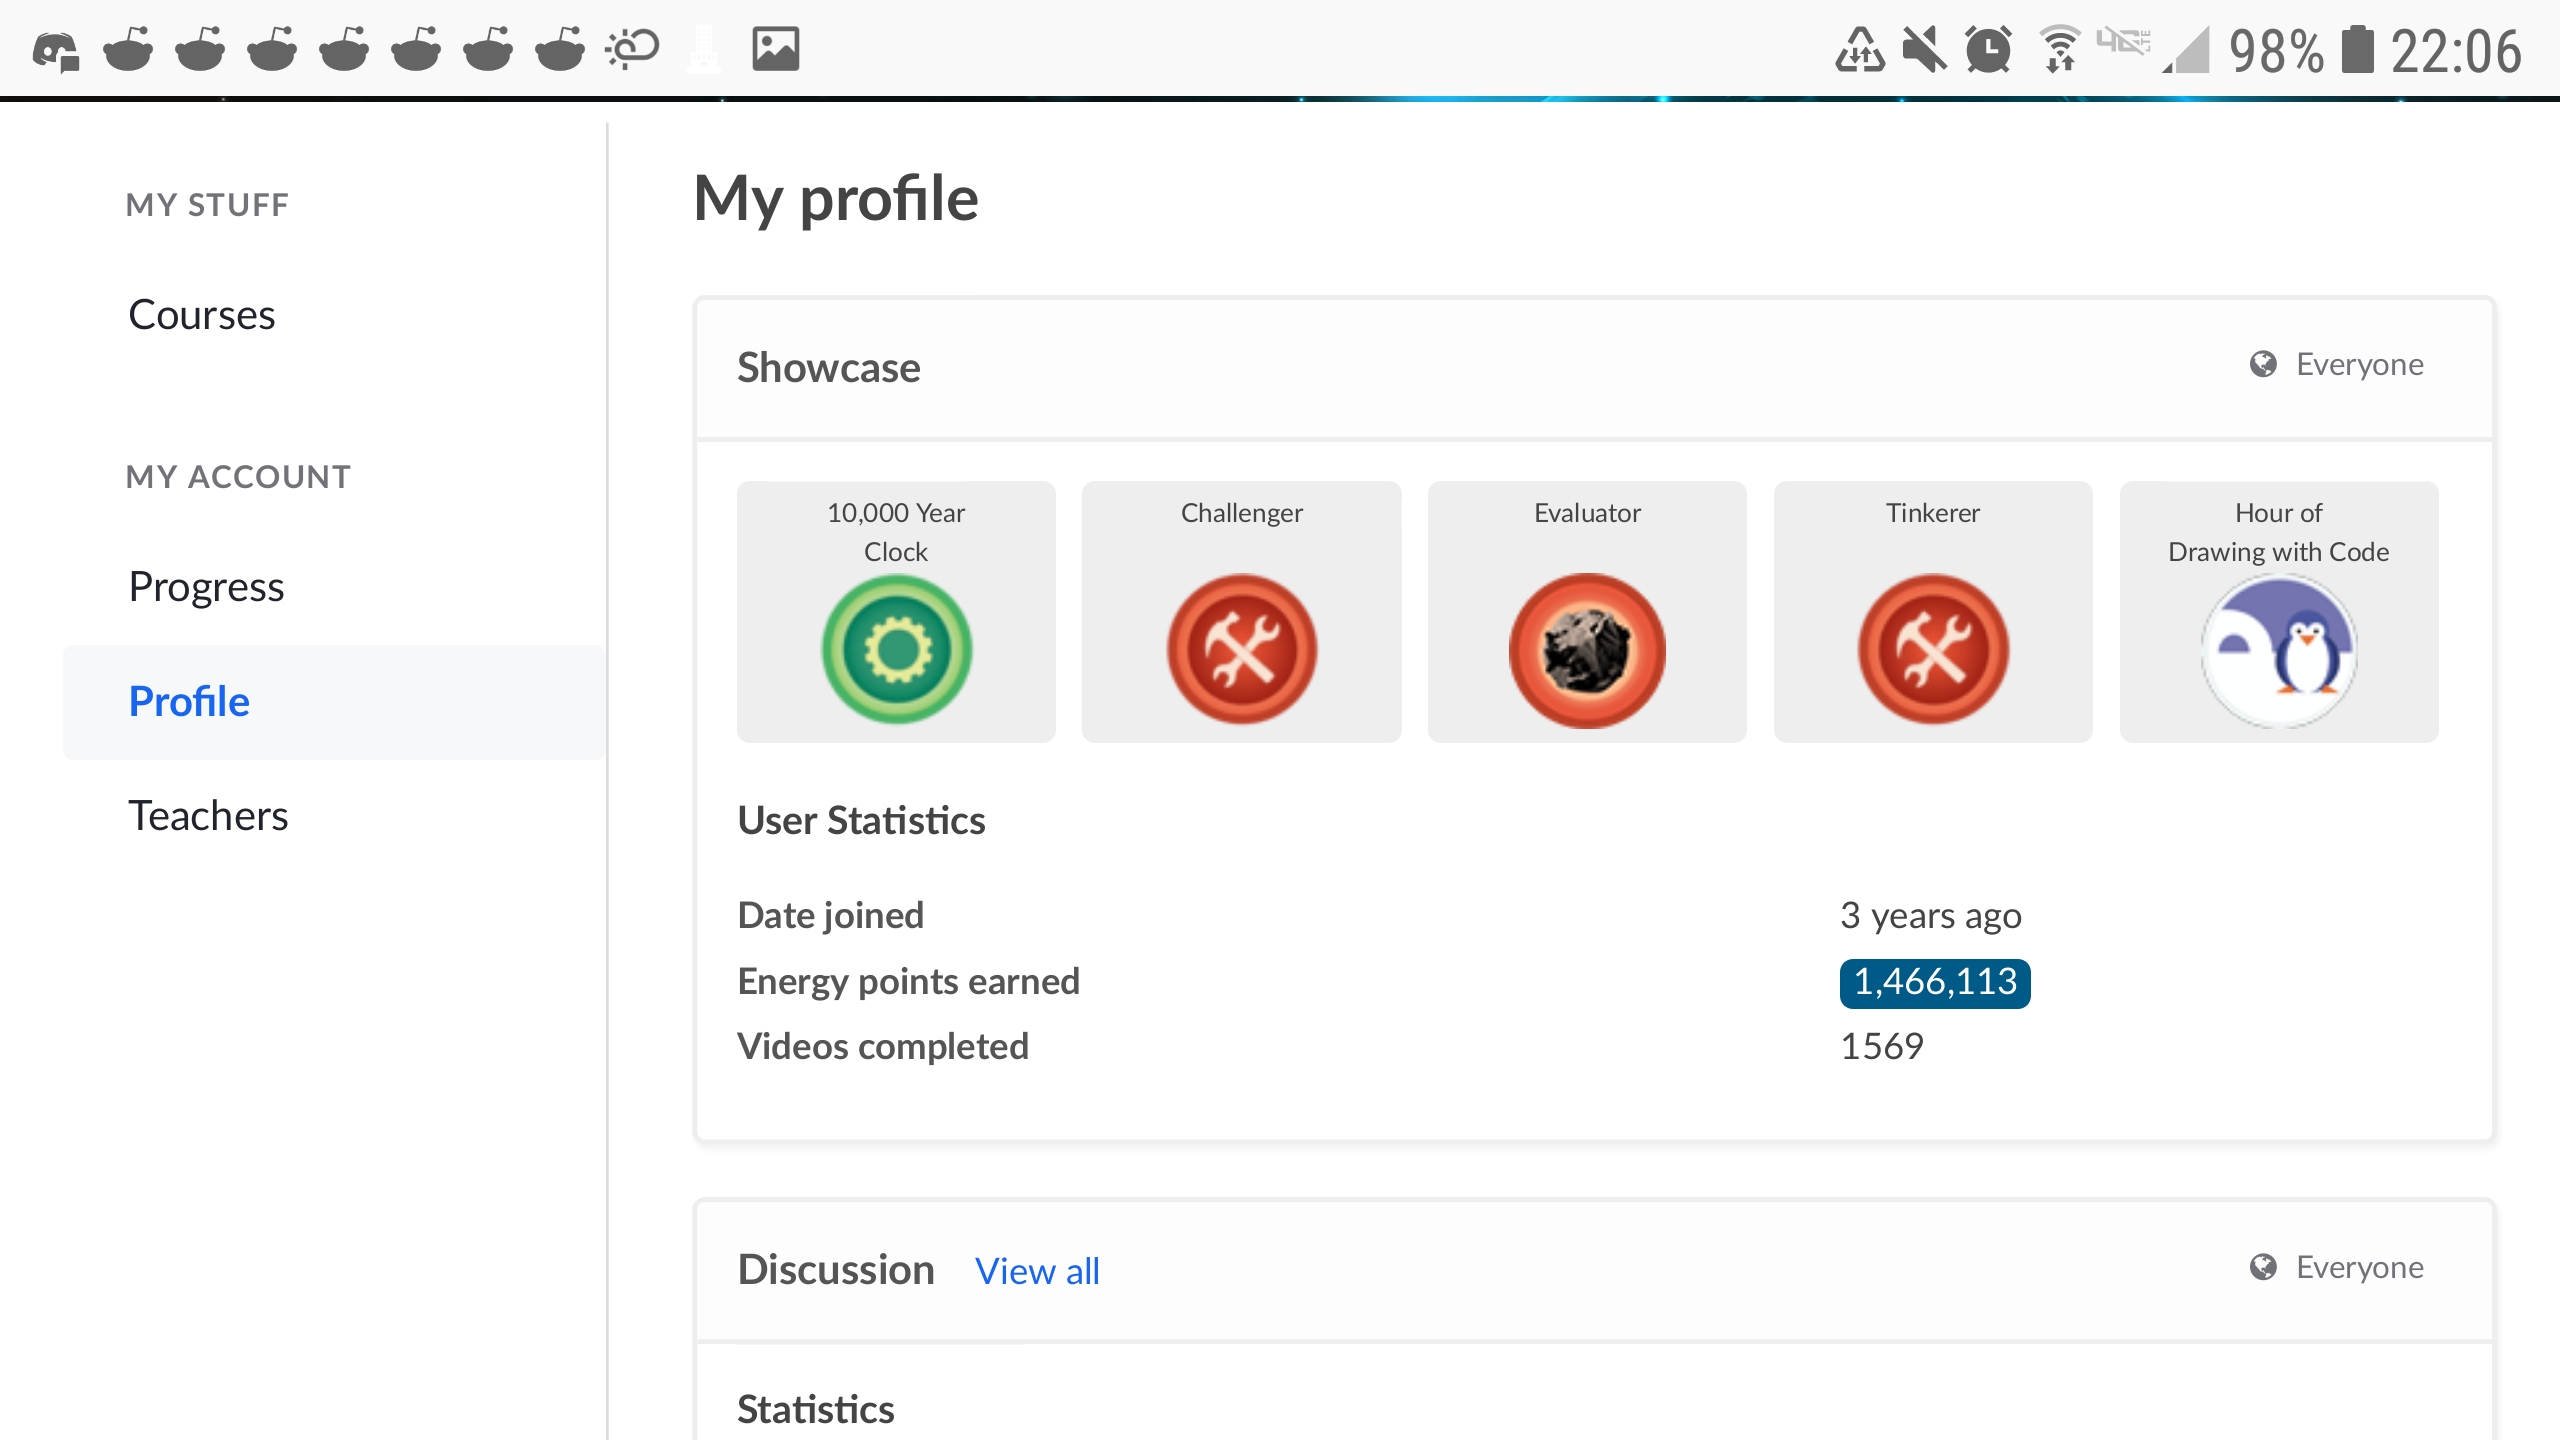 98% 22:06
MY STUFF
Courses
MY ACCOUNT
Progress
Profile
Teachers
My profile
Showcase
Everyone
10,000 Year
Clock
Challenger
Evaluator
Tinkerer
Hour of
Drawing with Code
User Statistics
Date joined 3 years ago
Energy points earned 1,466,113
Videos completed 1569
Discussion View all
Everyone
Statistics